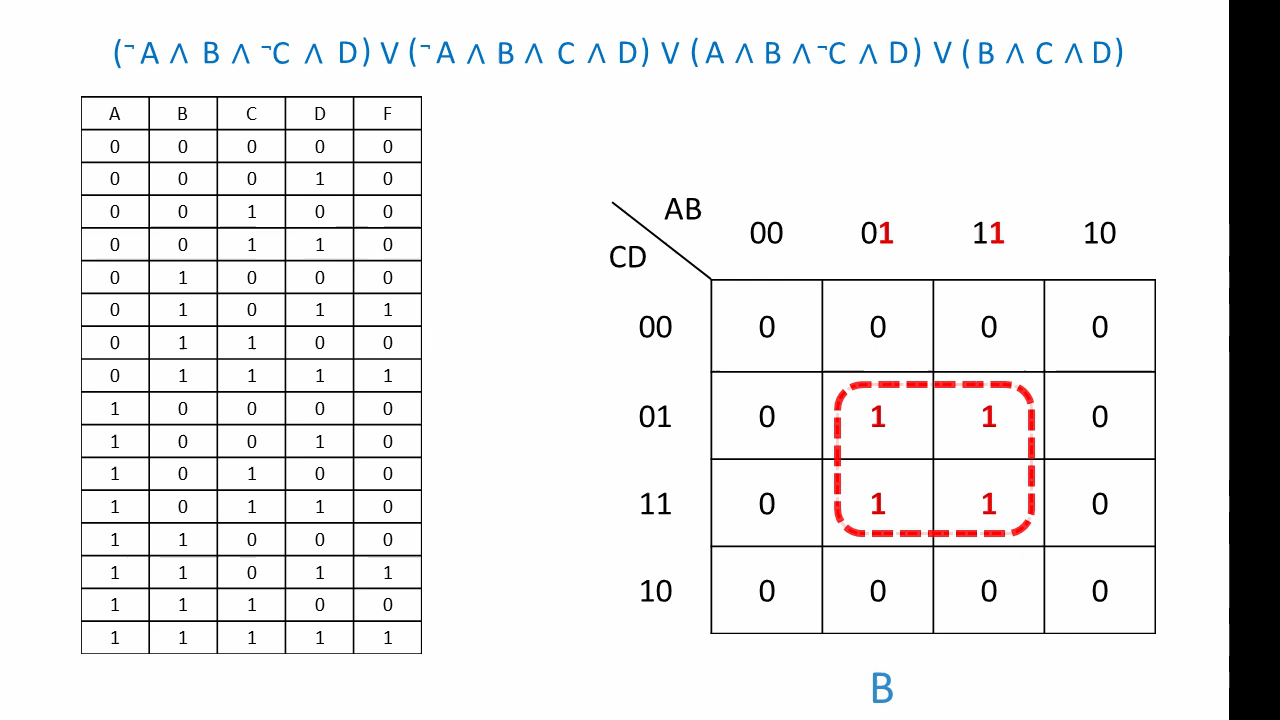 (¬A ∧ B ∧ ¬C ∧ D) V (¬A ∧ B ∧ C ∧ D) V (A ∧ B ∧ ¬C ∧ D) V (B ∧ C ∧ D)
A B C D F
0 0 0 0 0
0 0 0 1 0
0 0 1 0 0
0 0 1 1 0
0 1 0 0 0
0 1 0 1 1
0 1 1 0 0
0 1 1 1 1
1 0 0 0 0
1 0 0 1 0
1 0 1 0 0
1 0 1 1 0
1 1 0 0 0
1 1 0 1 1
1 1 1 0 0
1 1 1 1 1
AB
CD
00 01 11 10
00 0 0 0 0
01 0 1 1 0
11 0 1 1 0
10 0 0 0 0
B